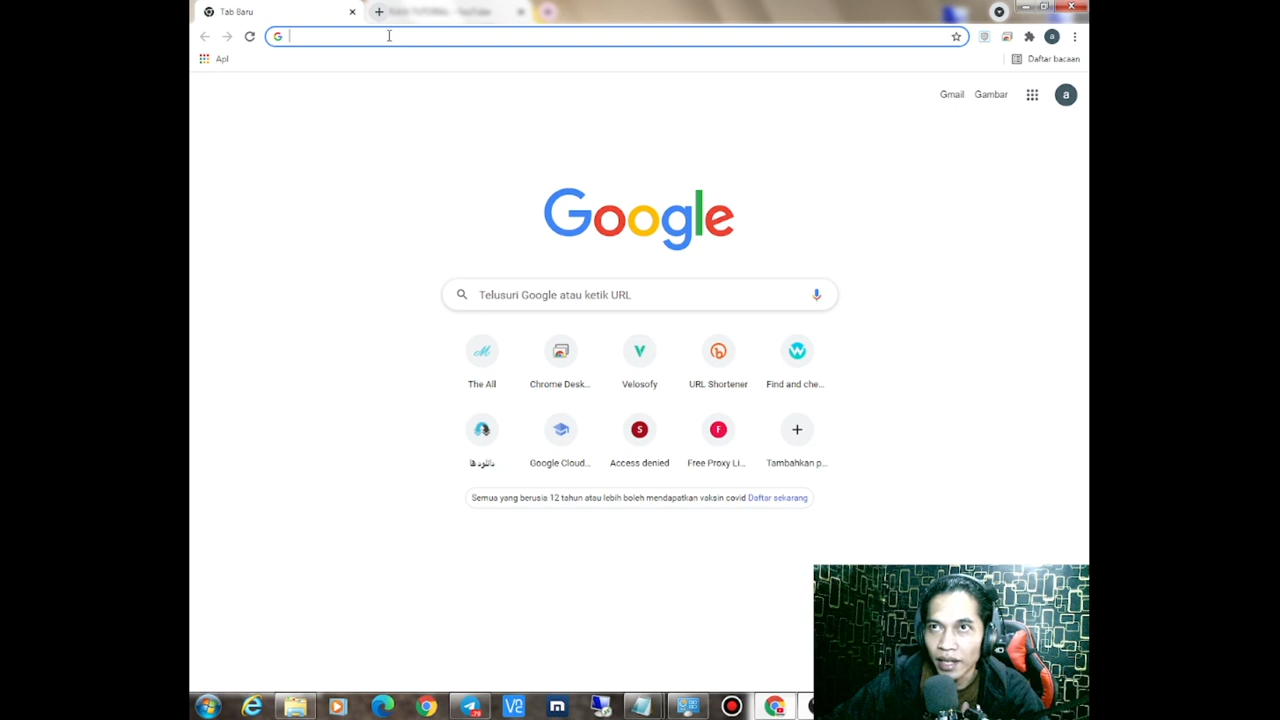 Tab Baru
Apl
Daftar bacaan
Gmail Gambar a
Google
Telusuri Google atau ketik URL
The All Chrome Desk... Velosofy URL Shortener Find and che...
دانلود ها Google Cloud... Access denied Free Proxy Li... Tambahkan p...
Semua yang berusia 12 tahun atau lebih boleh mendapatkan vaksin covid Daftar sekarang